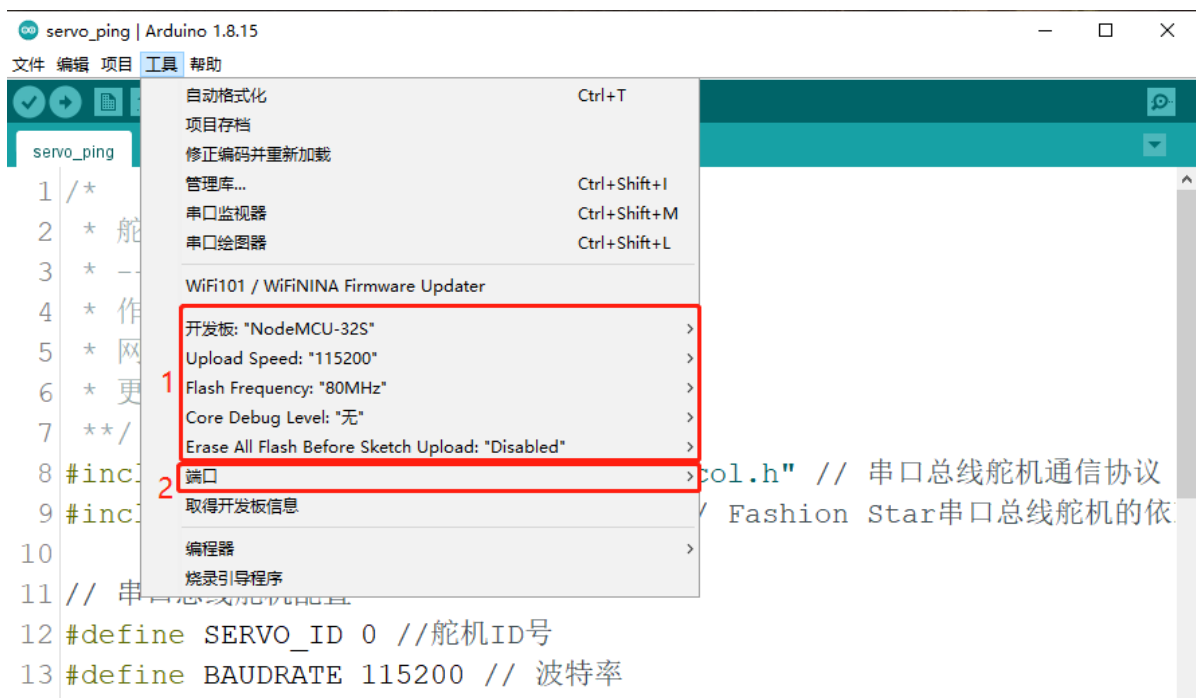 servo_ping | Arduino 1.8.15
文件 编辑 项目 工具 帮助
自动格式化 Ctrl+T
项目存档
servo_ping
修正编码并重新加载
管理库... Ctrl+Shift+I
串口监视器 Ctrl+Shift+M
串口绘图器 Ctrl+Shift+L
WiFi101 / WiFiNINA Firmware Updater
1
开发板: "NodeMCU-32S"
Upload Speed: "115200"
Flash Frequency: "80MHz"
Core Debug Level: "无"
Erase All Flash Before Sketch Upload: "Disabled"
2
端口
取得开发板信息
编程器
烧录引导程序
1 /*
2 * 舵
3 * --
4 * 作
5 * 网
6 * 更
7 **/
8 #incl col.h" // 串口总线舵机通信协议
9 #incl / Fashion Star串口总线舵机的依
10
11 // 串口总线舵机配置
12 #define SERVO_ID 0 //舵机ID号
13 #define BAUDRATE 115200 // 波特率